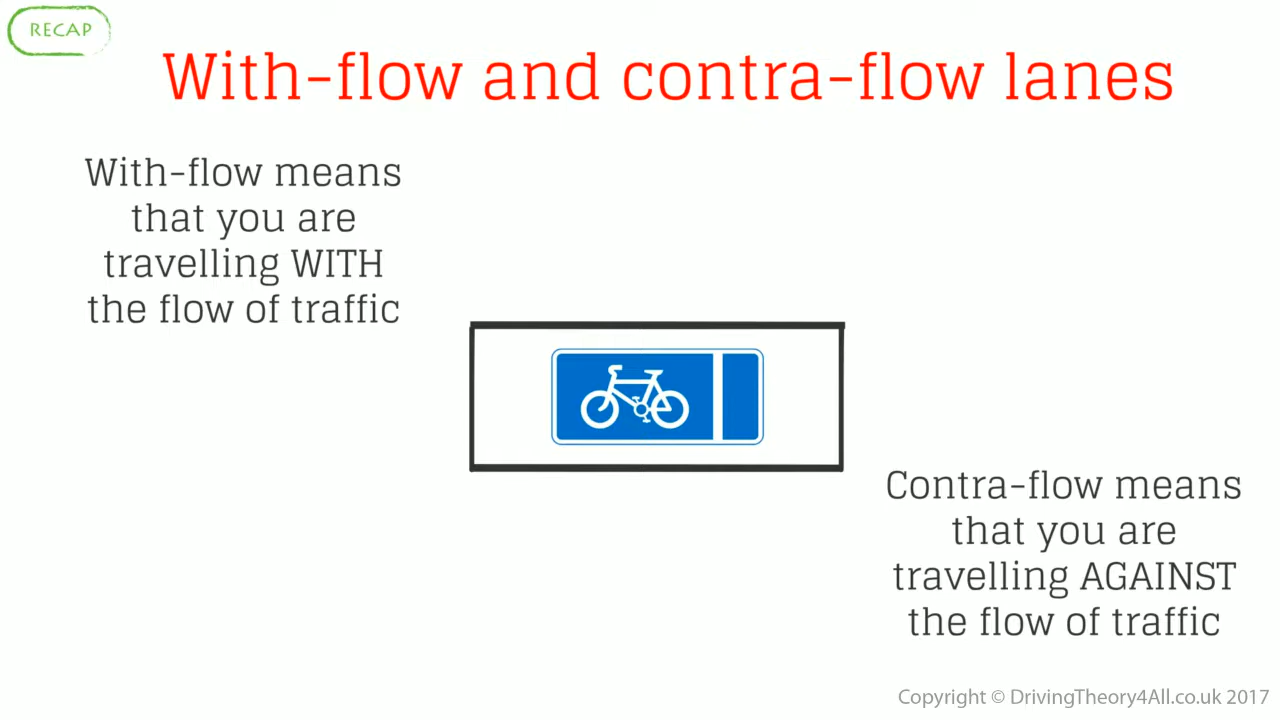 RECAP
With-flow and contra-flow lanes
With-flow means
that you are
travelling WITH
the flow of traffic
Contra-flow means
that you are
travelling AGAINST
the flow of traffic
Copyright © DrivingTheory4All.co.uk 2017